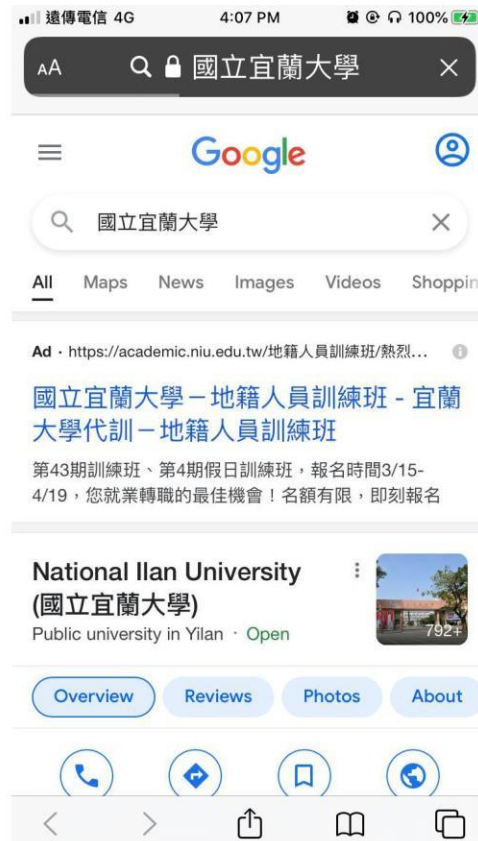 遠傳電信 4G 4:07 PM 100%
AA 國立宜蘭大學
Google
國立宜蘭大學
All Maps News Images Videos Shoppin
Ad · https://academic.niu.edu.tw/地籍人員訓練班/熱烈...
國立宜蘭大學－地籍人員訓練班 - 宜蘭
大學代訓－地籍人員訓練班
第43期訓練班、第4期假日訓練班，報名時間3/15-
4/19，您就業轉職的最佳機會！名額有限，即刻報名
National Ilan University
(國立宜蘭大學)
Public university in Yilan · Open
792+
Overview Reviews Photos About